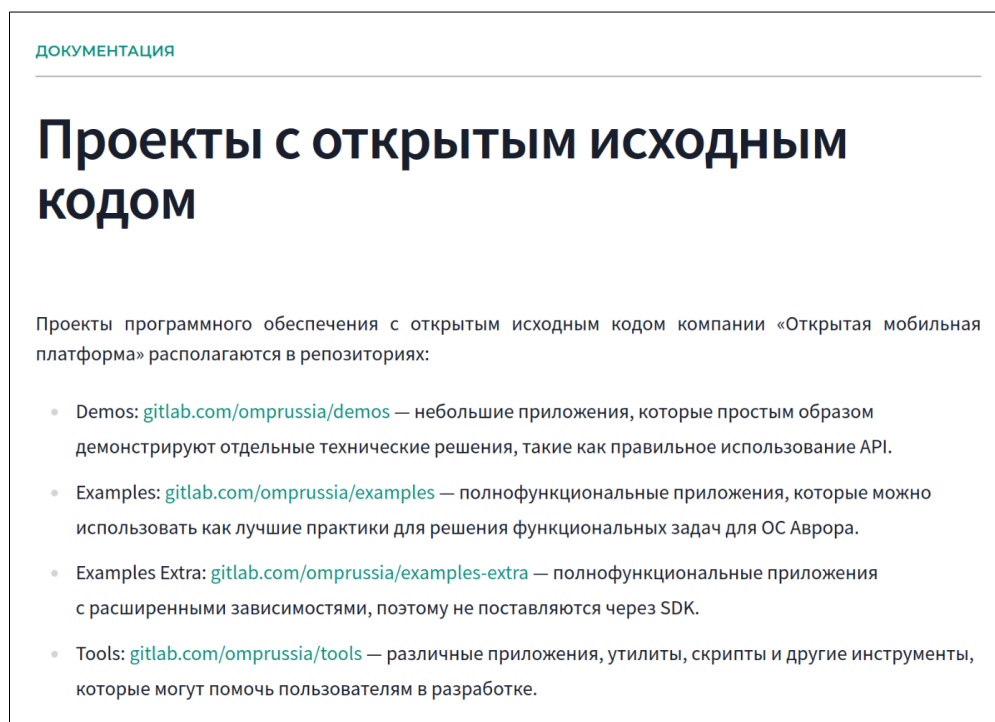 ДОКУМЕНТАЦИЯ
Проекты с открытым исходным
кодом
Проекты программного обеспечения с открытым исходным кодом компании «Открытая мобильная
платформа» располагаются в репозиториях:
Demos: gitlab.com/omprussia/demos — небольшие приложения, которые простым образом
демонстрируют отдельные технические решения, такие как правильное использование API.
Examples: gitlab.com/omprussia/examples — полнофункциональные приложения, которые можно
использовать как лучшие практики для решения функциональных задач для ОС Аврора.
Examples Extra: gitlab.com/omprussia/examples-extra — полнофункциональные приложения
с расширенными зависимостями, поэтому не поставляются через SDK.
Tools: gitlab.com/omprussia/tools — различные приложения, утилиты, скрипты и другие инструменты,
которые могут помочь пользователям в разработке.